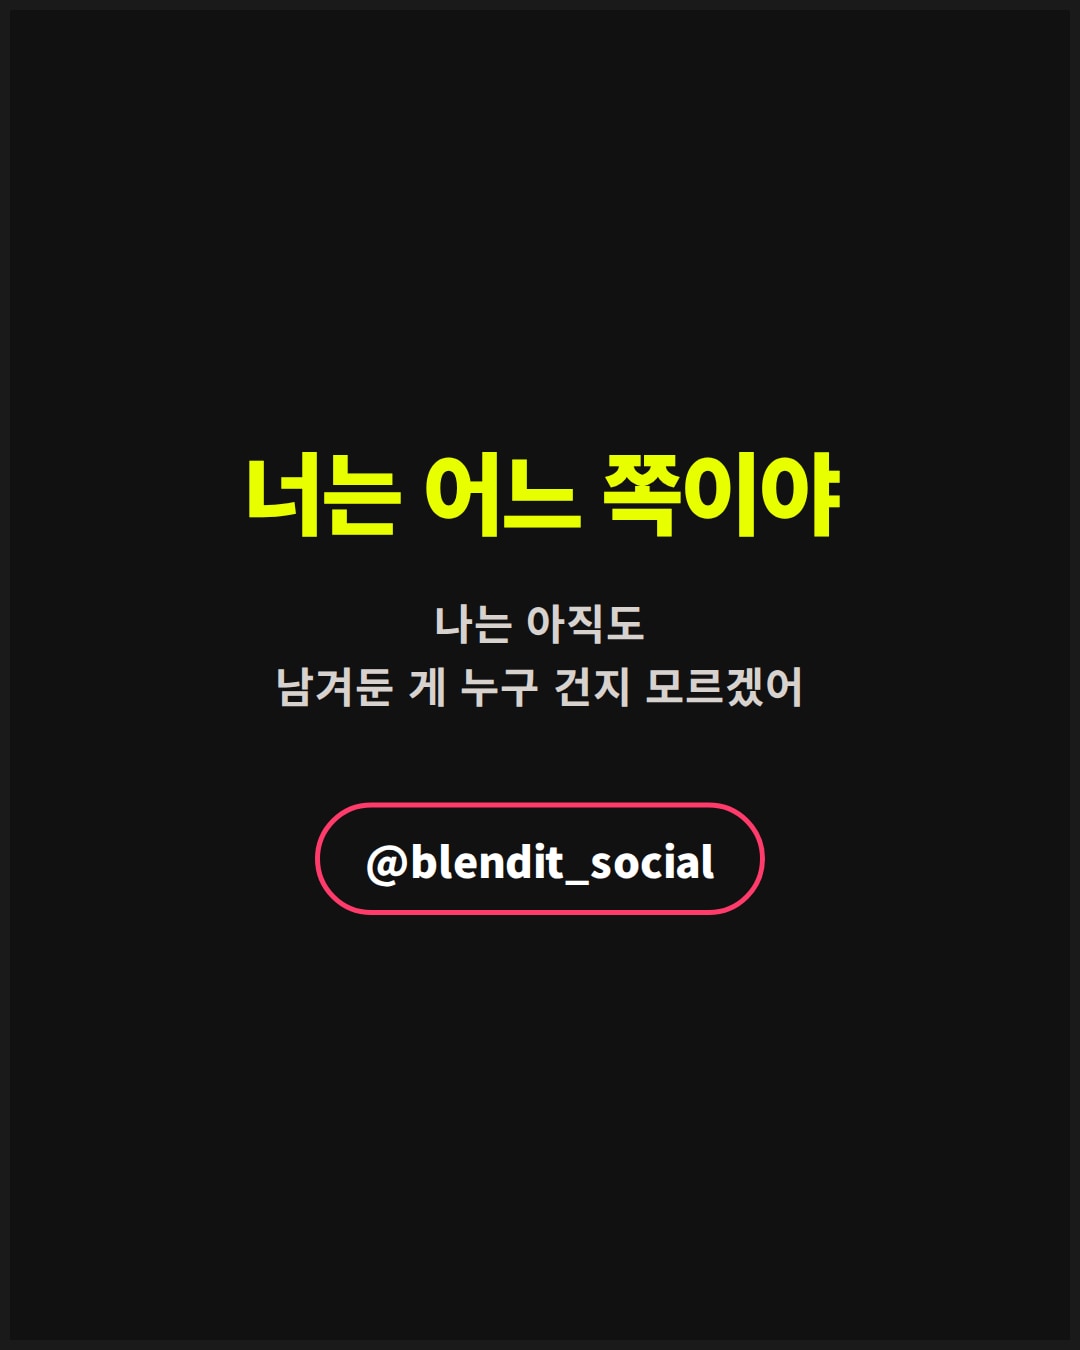 너는 어느 쪽이야
나는 아직도
남겨둔 게 누구 건지 모르겠어
@blendit_social